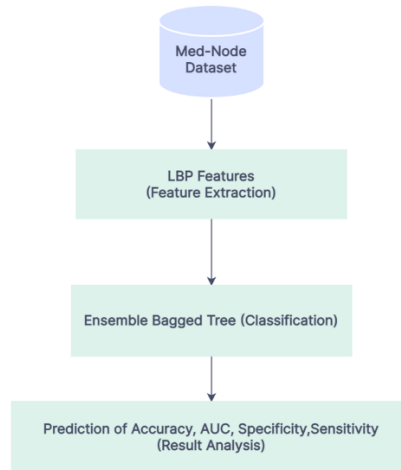 Med-Node
Dataset
LBP Features
(Feature Extraction)
Ensemble Bagged Tree (Classification)
Prediction of Accuracy, AUC, Specificity,Sensitivity
(Result Analysis)